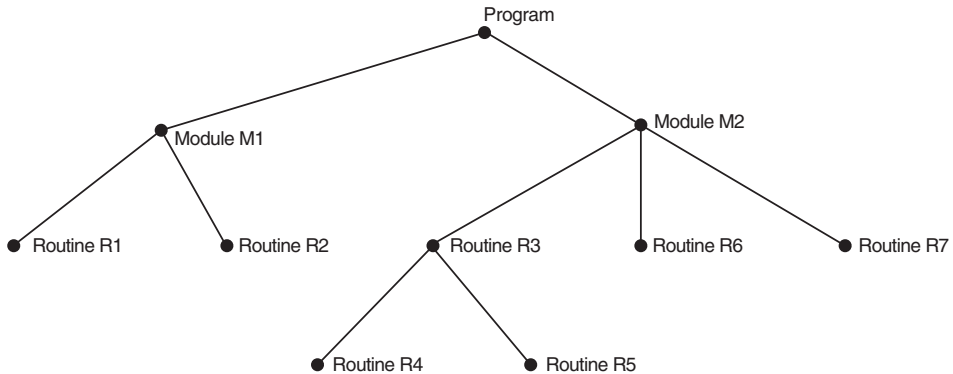 Program
Module M1
Module M2
Routine R1
Routine R2
Routine R3
Routine R6
Routine R7
Routine R4
Routine R5